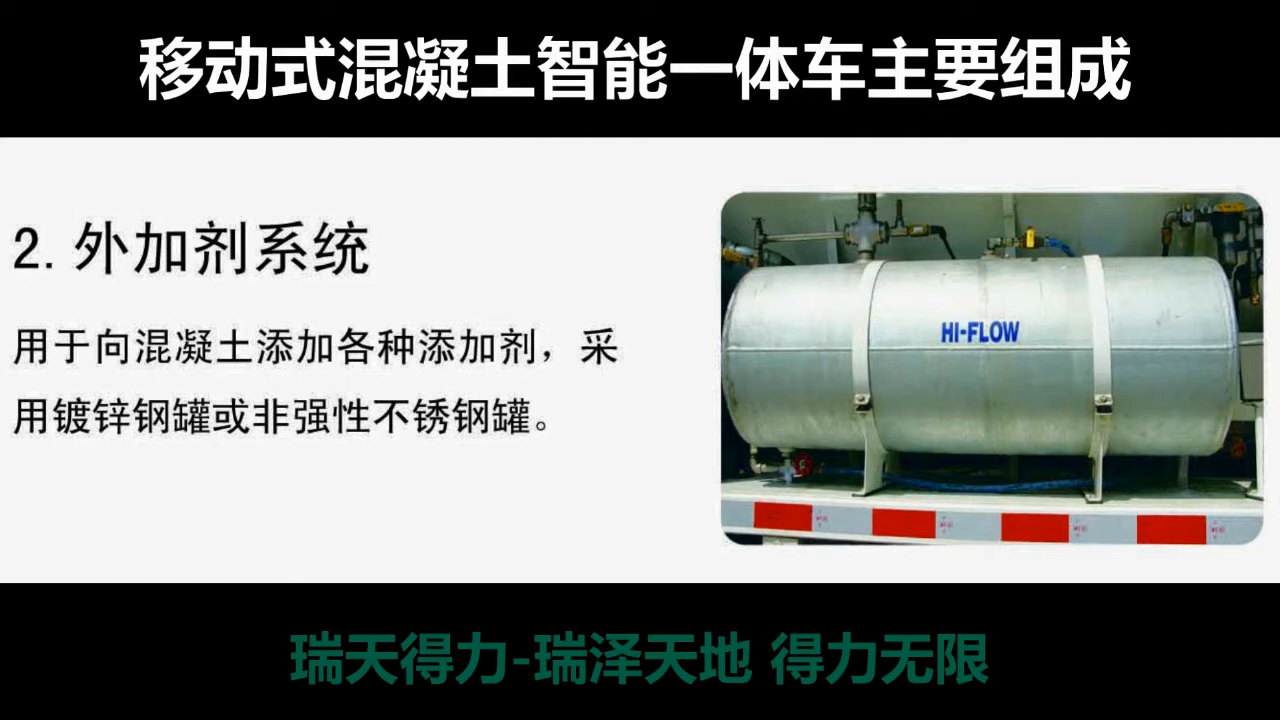 移动式混凝土智能一体车主要组成
2. 外加剂系统
用于向混凝土添加各种添加剂，采
用镀锌钢罐或非强性不锈钢罐。
HI-FLOW
瑞天得力-瑞泽天地 得力无限